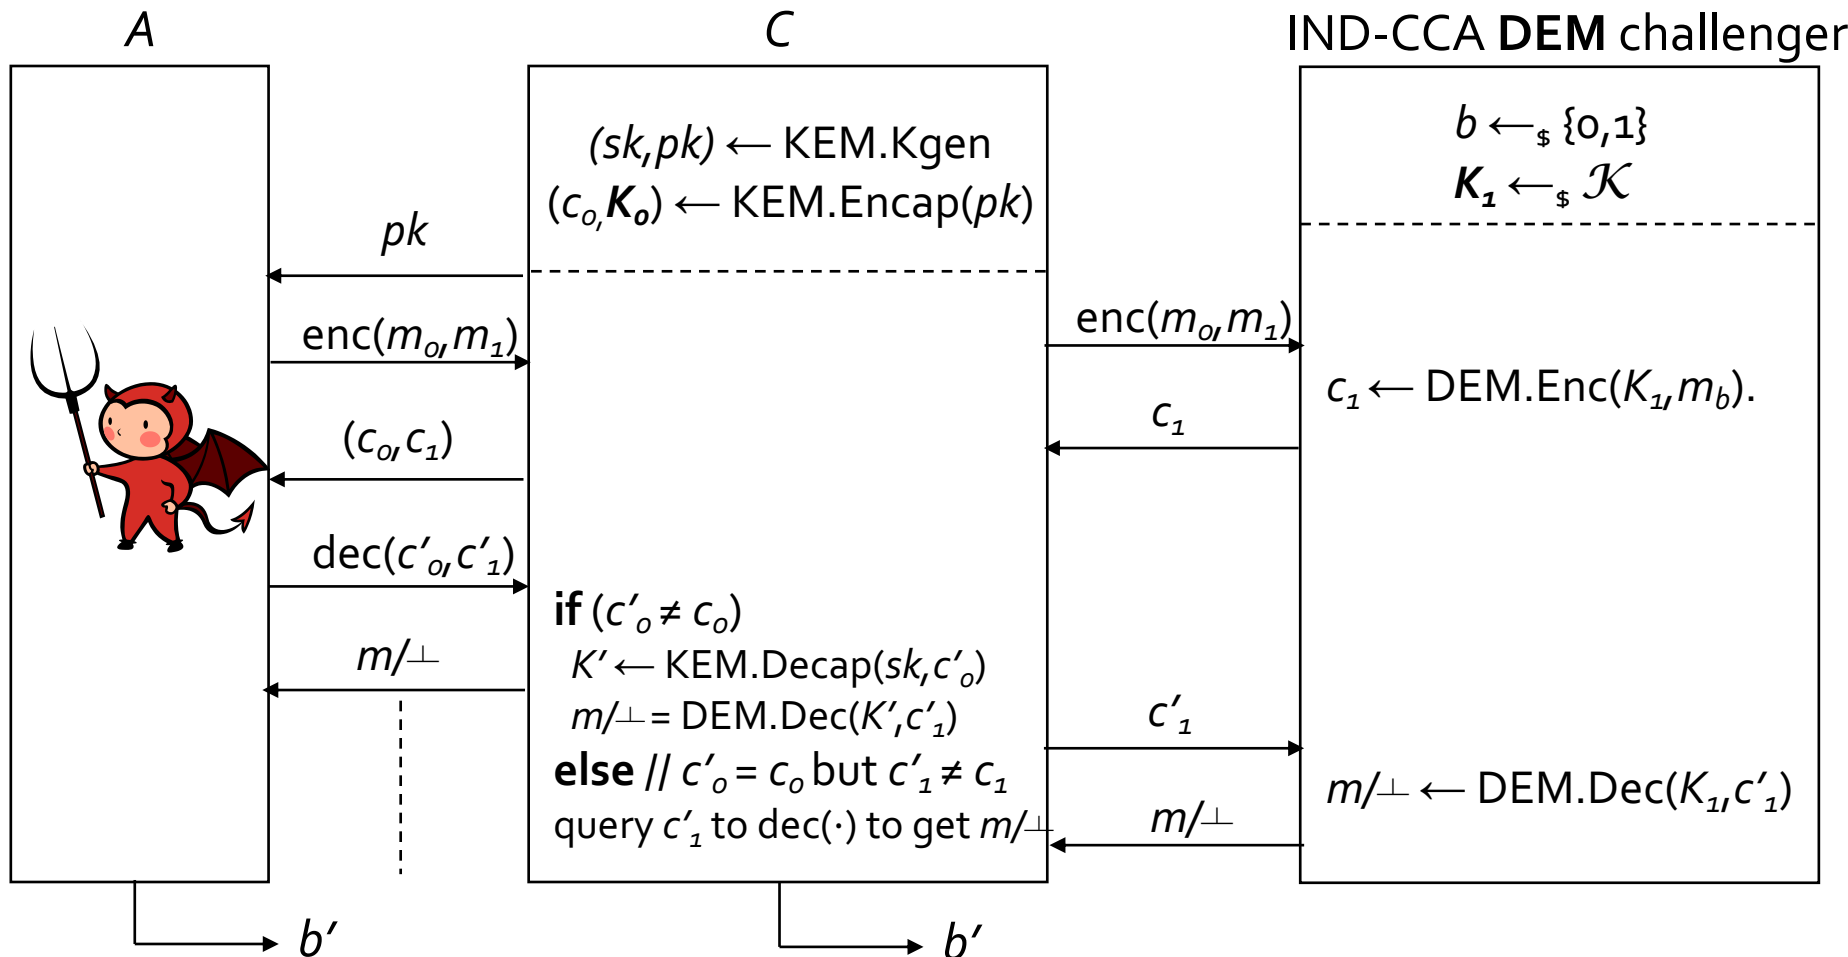 A
C
IND-CCA DEM challenger
(sk,pk) ← KEM.Kgen
(c₀,K₀) ← KEM.Encap(pk)
b ←$ {0,1}
K₁ ←$ 𝒦
pk
enc(m₀,m₁)
enc(m₀,m₁)
c₁ ← DEM.Enc(K₁,m_b).
c₁
(c₀,c₁)
dec(c′₀,c′₁)
if (c′₀ ≠ c₀)
m/⊥
K′ ← KEM.Decap(sk,c′₀)
m/⊥ = DEM.Dec(K′,c′₁)
c′₁
else // c′₀ = c₀ but c′₁ ≠ c₁
m/⊥ ← DEM.Dec(K₁,c′₁)
query c′₁ to dec(·) to get m/⊥
m/⊥
b′
b′